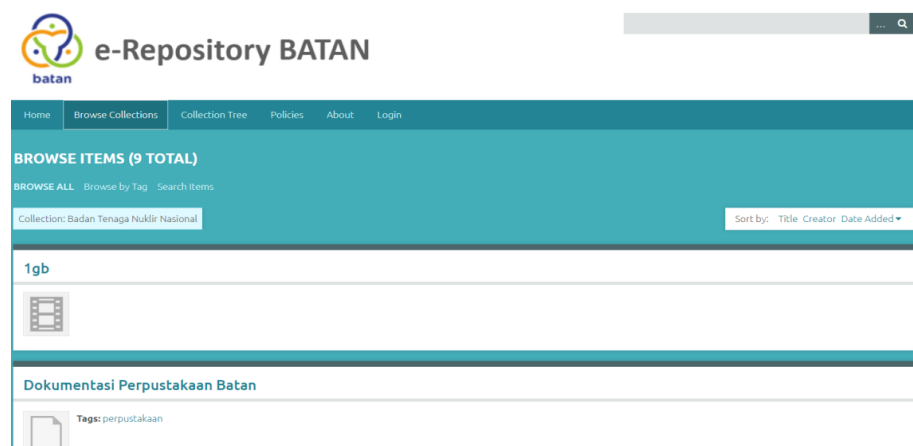 batan
e-Repository BATAN
...
Home Browse Collections Collection Tree Policies About Login
BROWSE ITEMS (9 TOTAL)
BROWSE ALL Browse by Tag Search Items
Collection: Badan Tenaga Nuklir Nasional
Sort by: Title Creator Date Added
1gb
Dokumentasi Perpustakaan Batan
Tags: perpustakaan